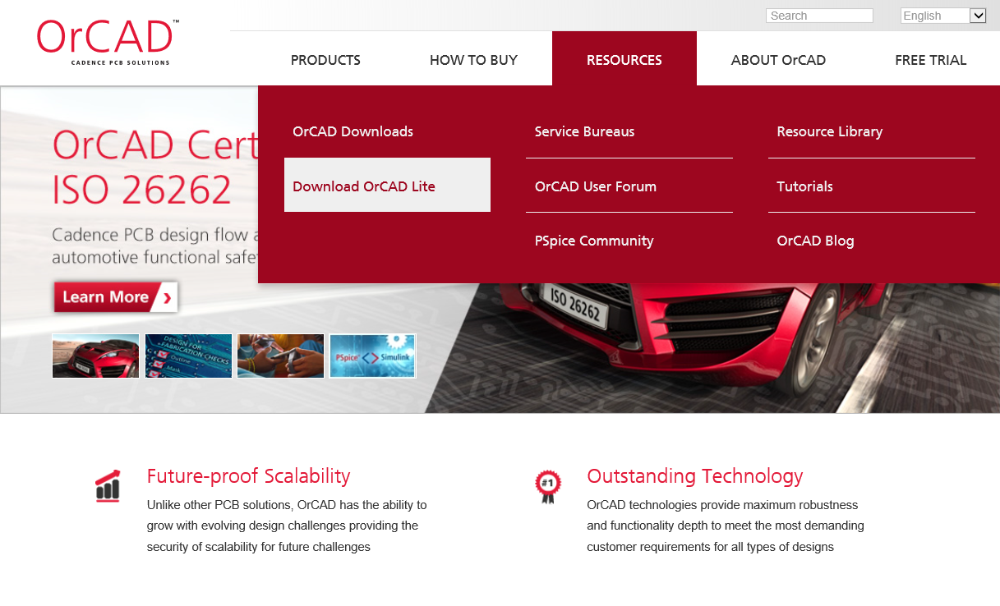 OrCAD™
CADENCE PCB SOLUTIONS
Search
English
PRODUCTS
HOW TO BUY
RESOURCES
ABOUT OrCAD
FREE TRIAL
OrCAD Downloads
Service Bureaus
Resource Library
Download OrCAD Lite
OrCAD User Forum
Tutorials
PSpice Community
OrCAD Blog
OrCAD Cert
ISO 26262
Cadence PCB design flow a
automotive functional safe
Learn More
ISO 26262
DESIGN FOR
FABRICATION CHECKS
Outline
Mask
PSpice Simulink
Future-proof Scalability
Unlike other PCB solutions, OrCAD has the ability to
grow with evolving design challenges providing the
security of scalability for future challenges
#1
Outstanding Technology
OrCAD technologies provide maximum robustness
and functionality depth to meet the most demanding
customer requirements for all types of designs